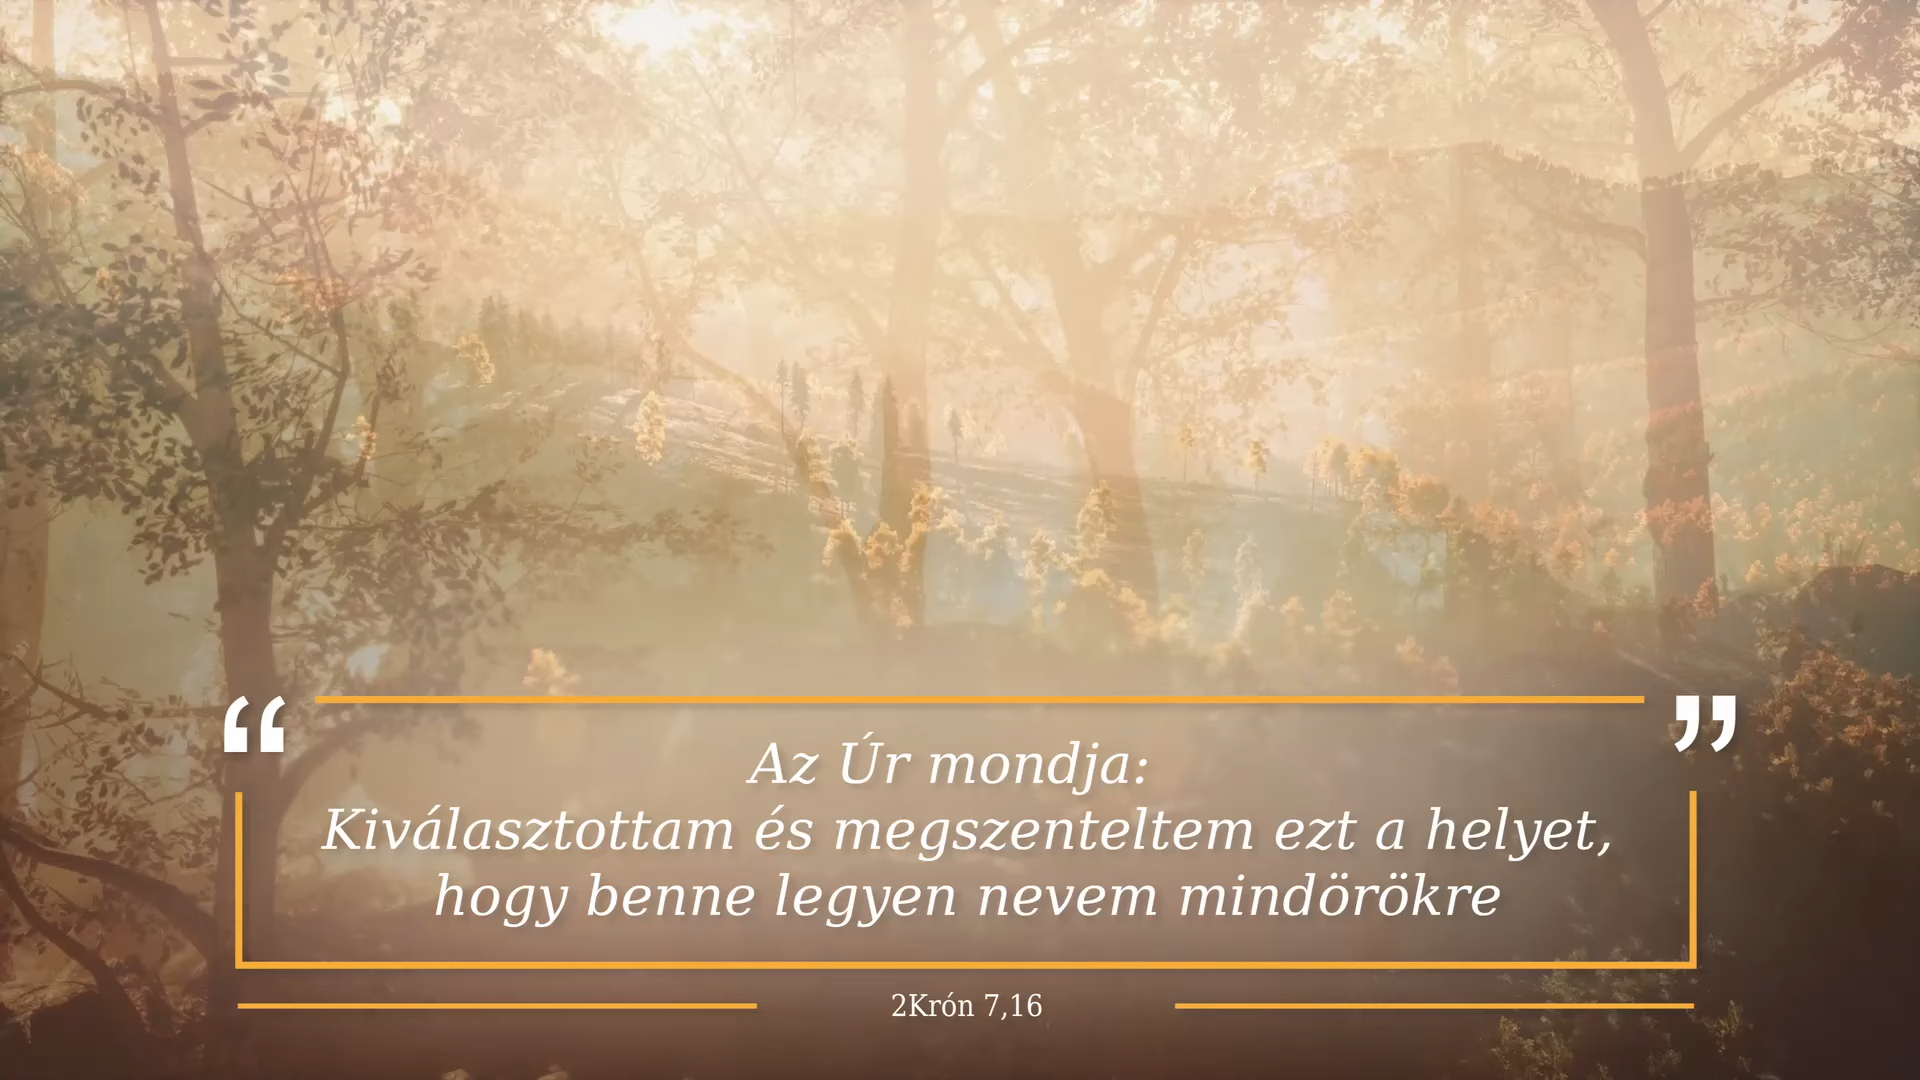 “ ”
Az Úr mondja:
Kiválasztottam és megszenteltem ezt a helyet,
hogy benne legyen nevem mindörökre
2Krón 7,16